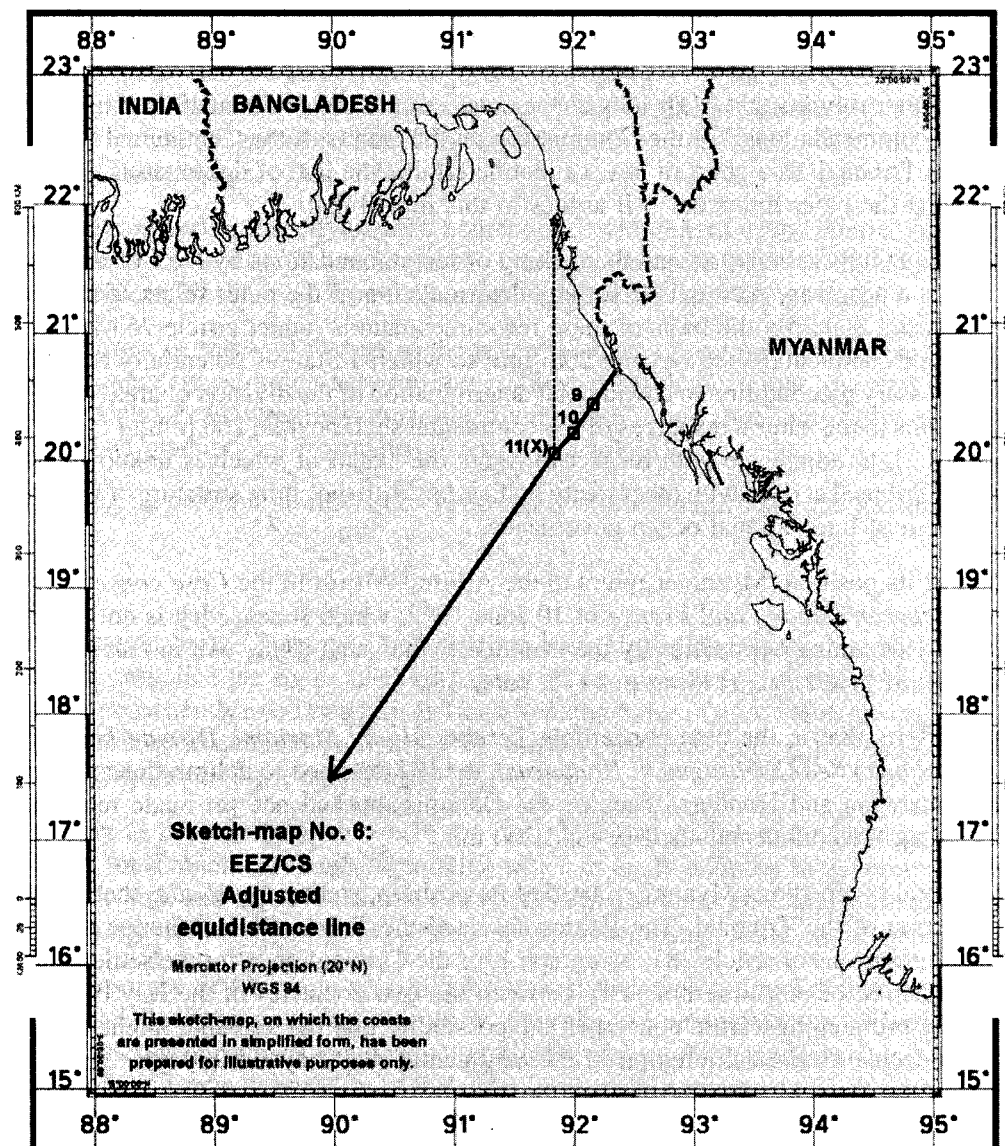 88° 89° 90° 91° 92° 93° 94° 95°
23° 23°
INDIA BANGLADESH
22° 22°
21° 21°
MYANMAR
9
10
20° 11(X) 20°
19° 19°
18° 18°
17° 17°
Sketch-map No. 6:
EEZ/CS
Adjusted
equidistance line
16° 16°
Mercator Projection (20°N)
WGS 84
This sketch-map, on which the coasts
are presented in simplified form, has been
prepared for illustrative purposes only.
15° 15°
88° 89° 90° 91° 92° 93° 94° 95°